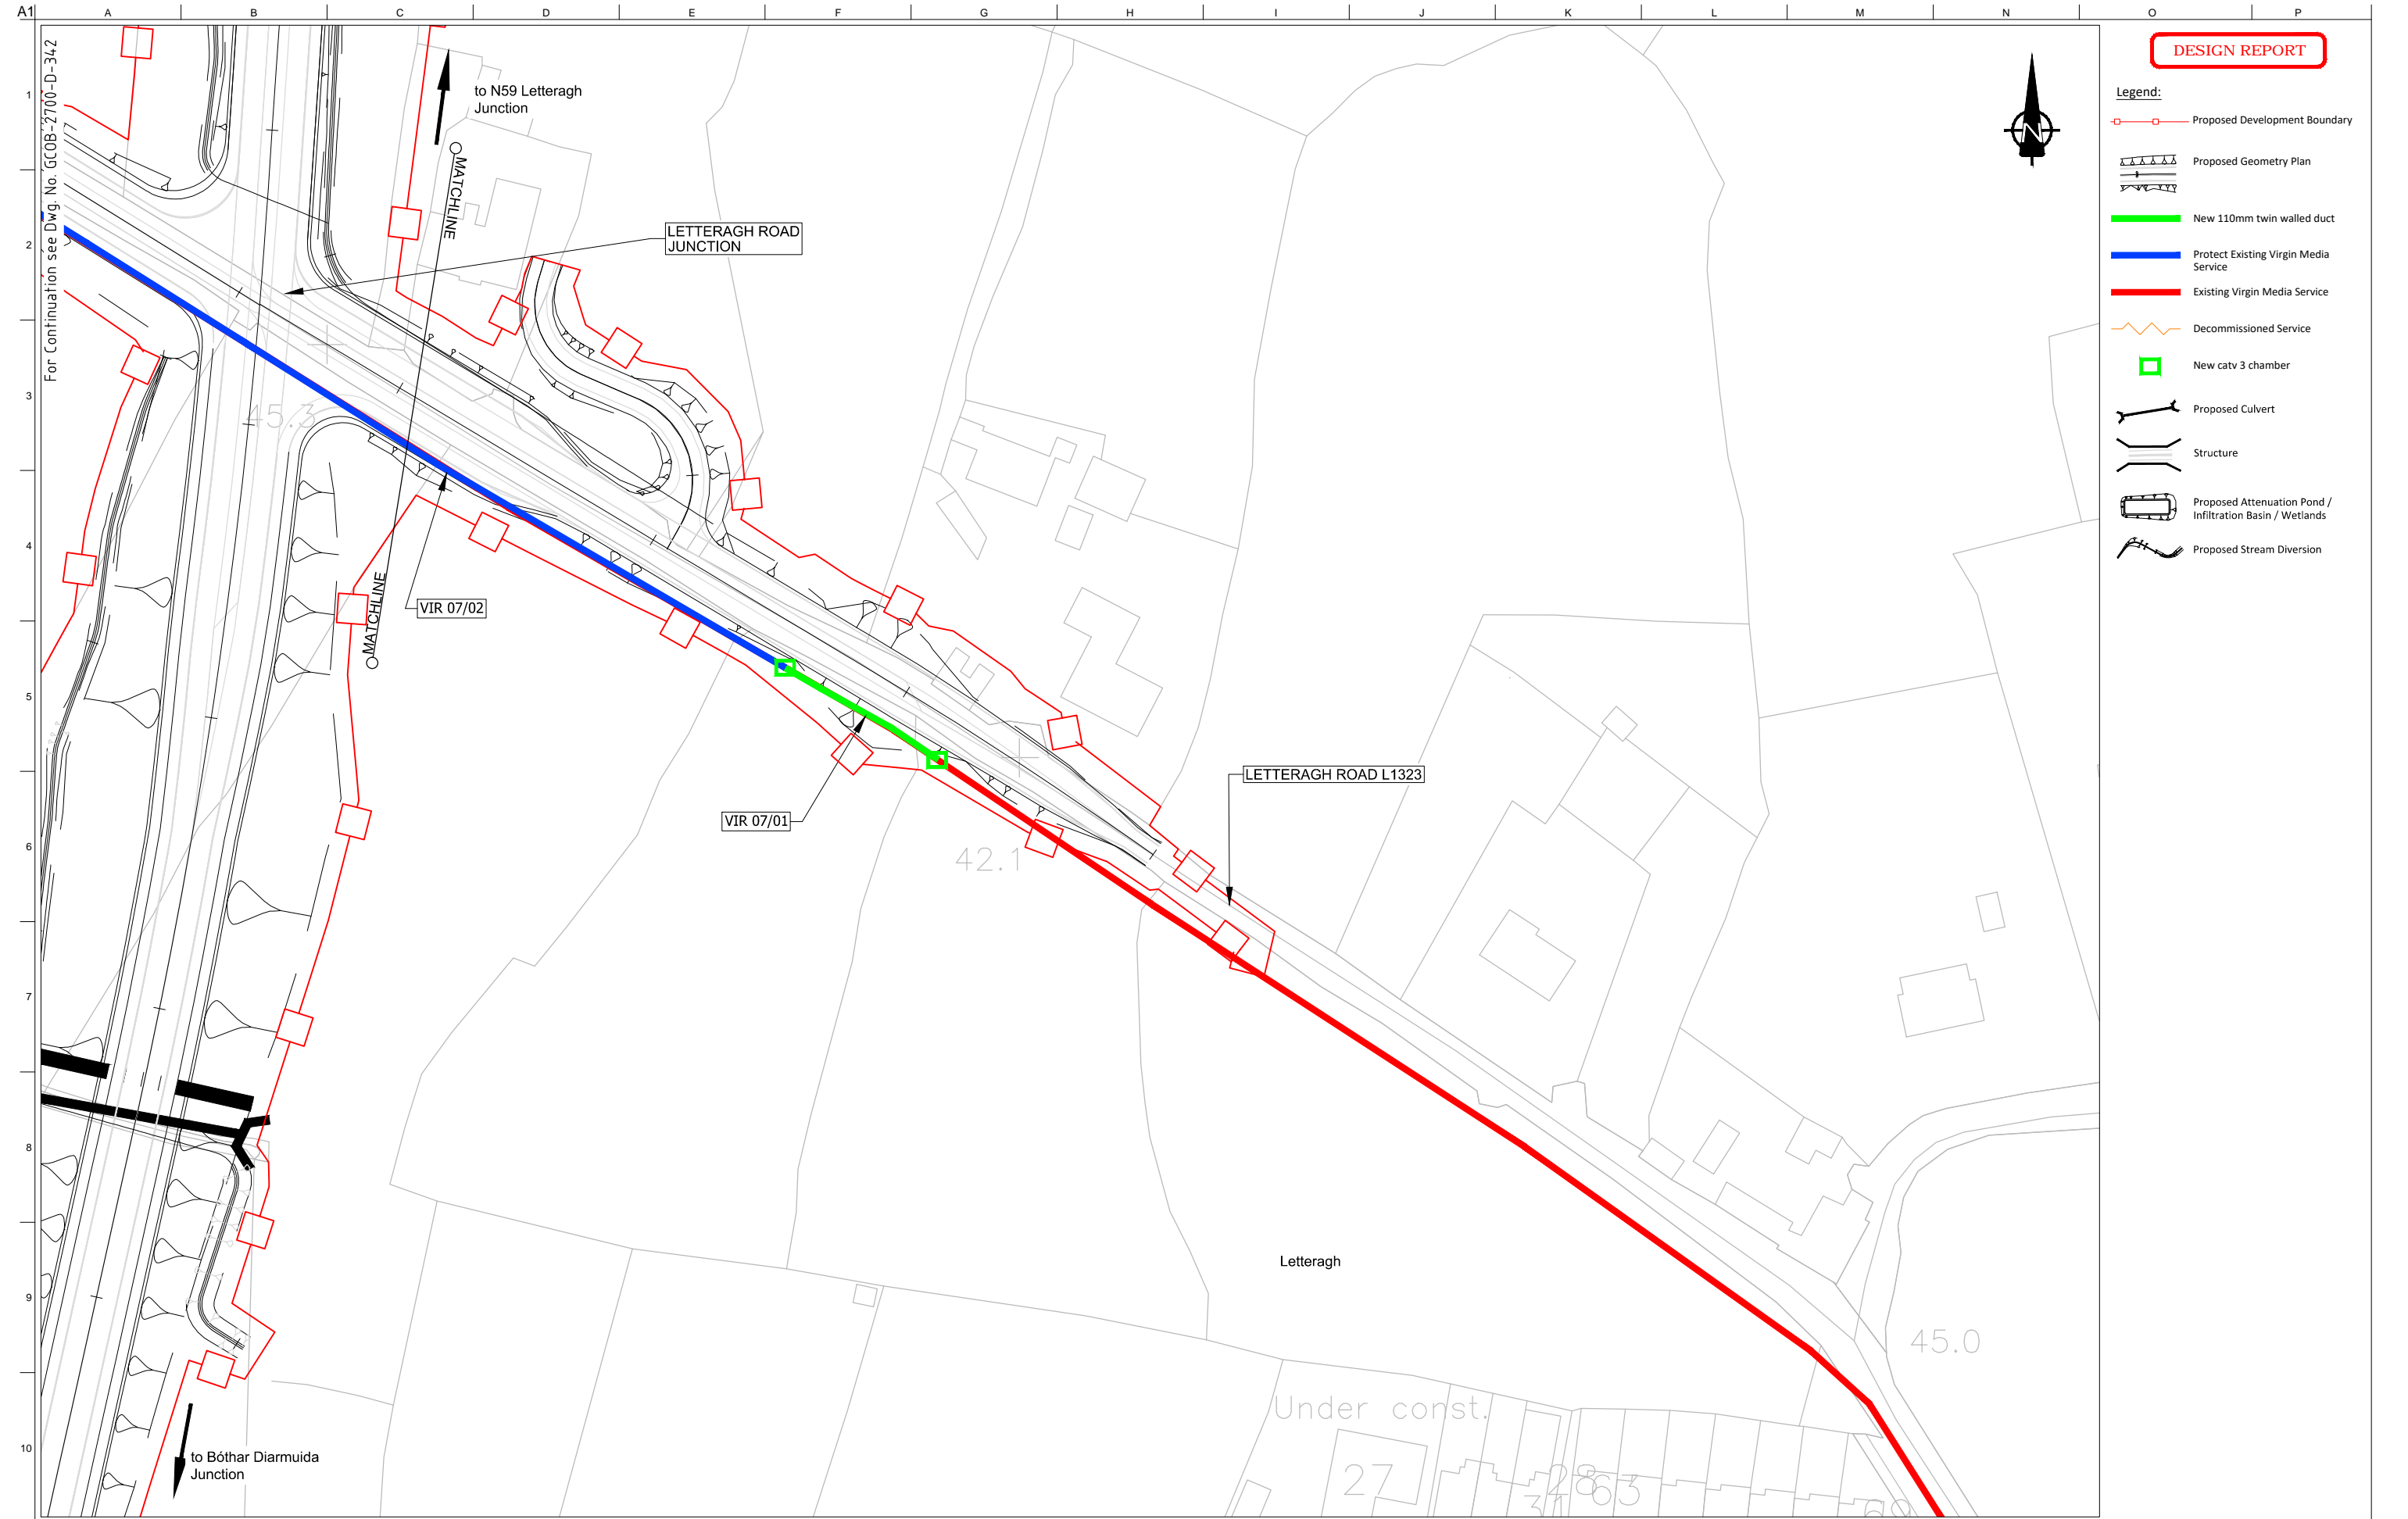 A1
A
B
C
D
E
F
G
H
I
J
K
L
M
N
O
P
1
2
3
4
5
6
7
8
9
10
For Continuation see Dwg. No. GCOB-2700-D-342
to N59 Letteragh
Junction
MATCHLINE
LETTERAGH ROAD
JUNCTION
45.3
MATCHLINE
VIR 07/02
VIR 07/01
LETTERAGH ROAD L1323
42.1
Letteragh
45.0
Under const.
27
28
63
31
to Bóthar Diarmuida
Junction
N
DESIGN REPORT
Legend:
Proposed Development Boundary
Proposed Geometry Plan
New 110mm twin walled duct
Protect Existing Virgin Media
Service
Existing Virgin Media Service
Decommissioned Service
New catv 3 chamber
Proposed Culvert
Structure
Proposed Attenuation Pond /
Infiltration Basin / Wetlands
Proposed Stream Diversion